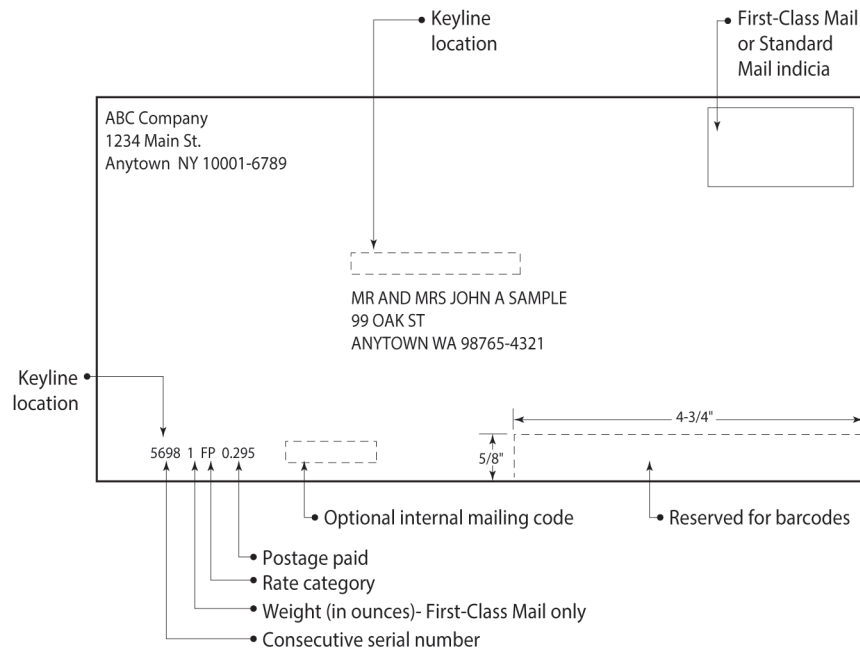 Keyline
location
First-Class Mail
or Standard
Mail indicia
ABC Company
1234 Main St.
Anytown NY 10001-6789
MR AND MRS JOHN A SAMPLE
99 OAK ST
ANYTOWN WA 98765-4321
Keyline
location
4-3/4"
5698 1 FP 0.295
5/8"
Optional internal mailing code
Reserved for barcodes
Postage paid
Rate category
Weight (in ounces)- First-Class Mail only
Consecutive serial number